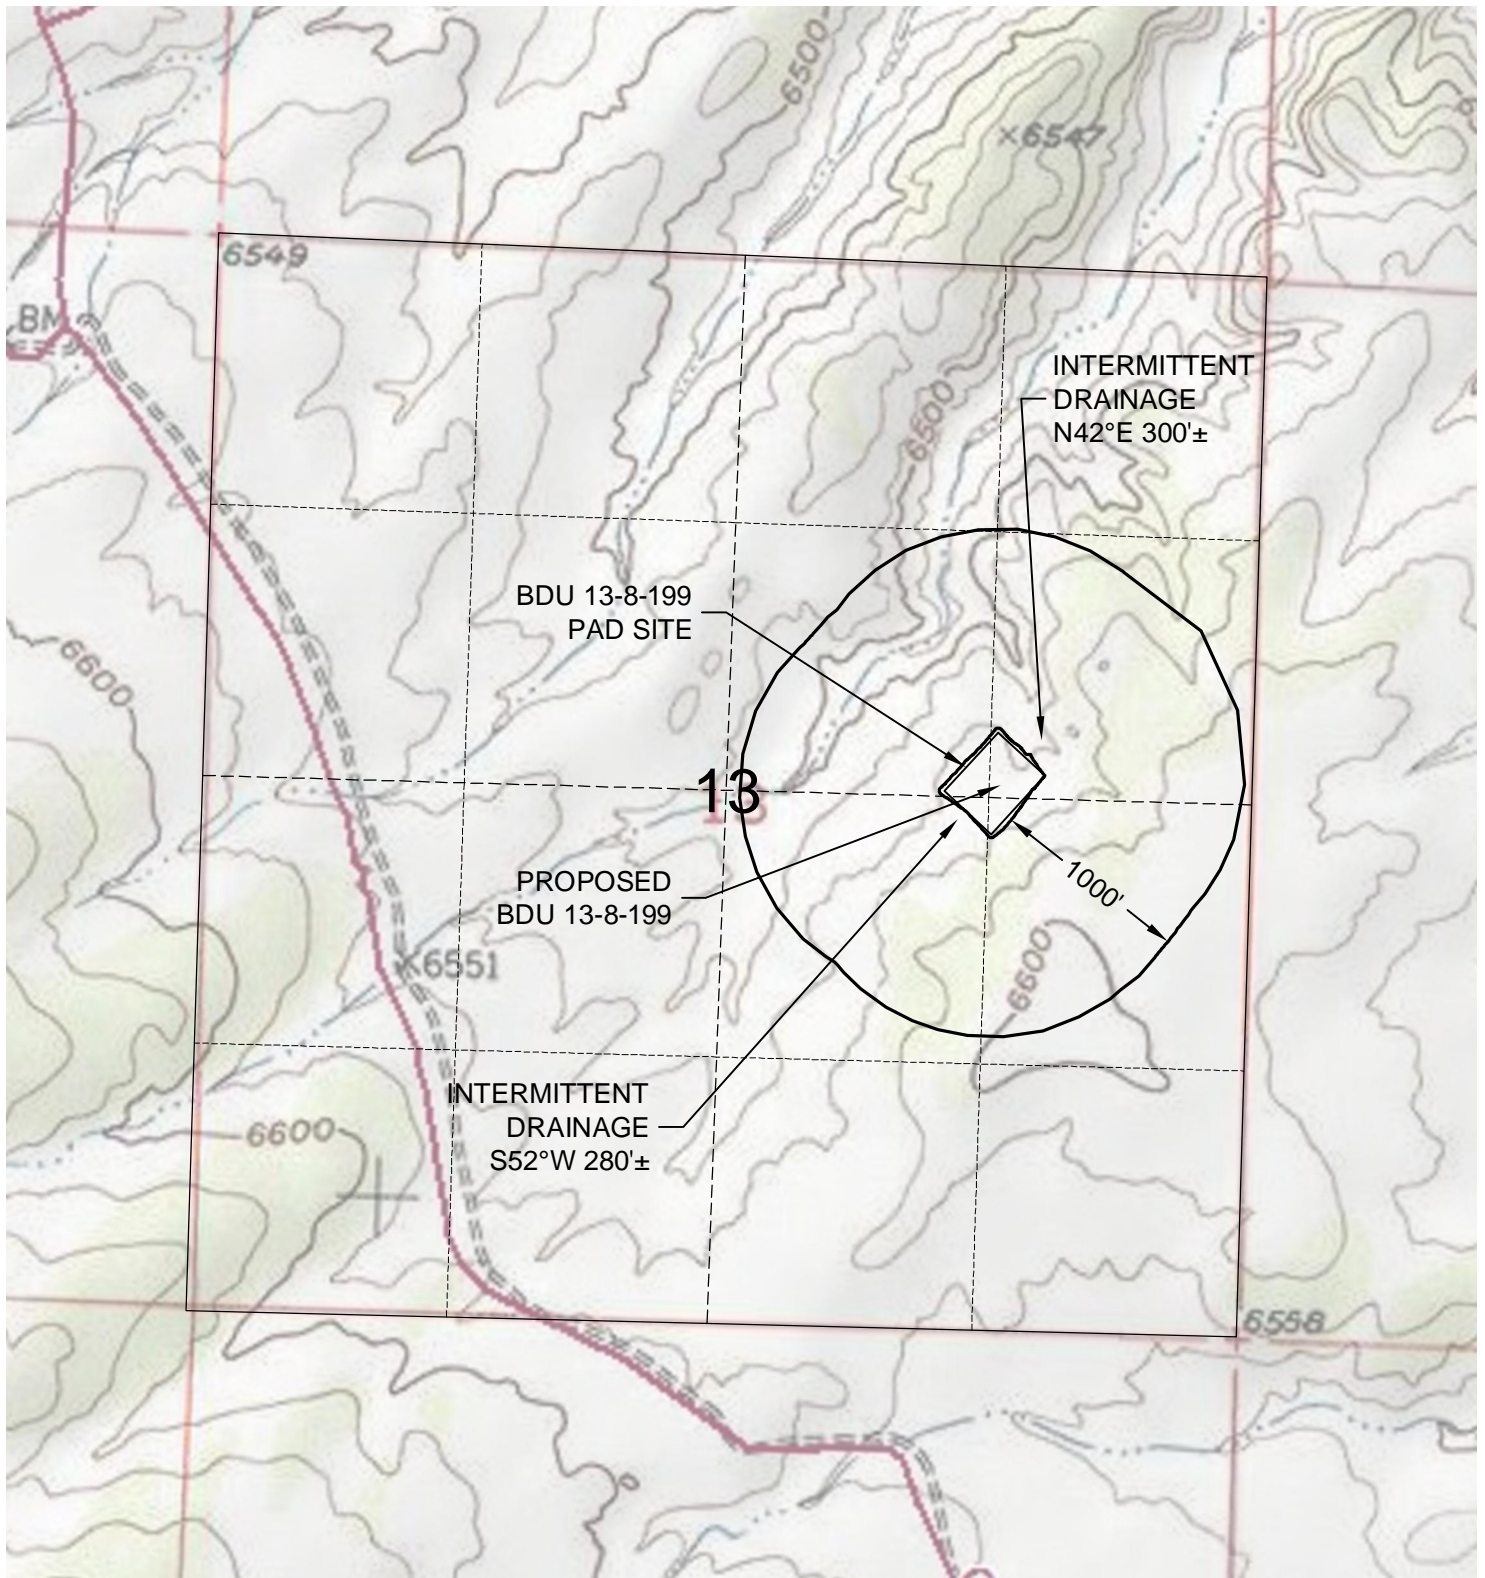 6500
×6547
6549
BM
INTERMITTENT
DRAINAGE
N42°E 300'±
6500
BDU 13-8-199
PAD SITE
6600
13
13
PROPOSED
BDU 13-8-199
1000'
6551
6600
INTERMITTENT
DRAINAGE
S52°W 280'±
6600
6558